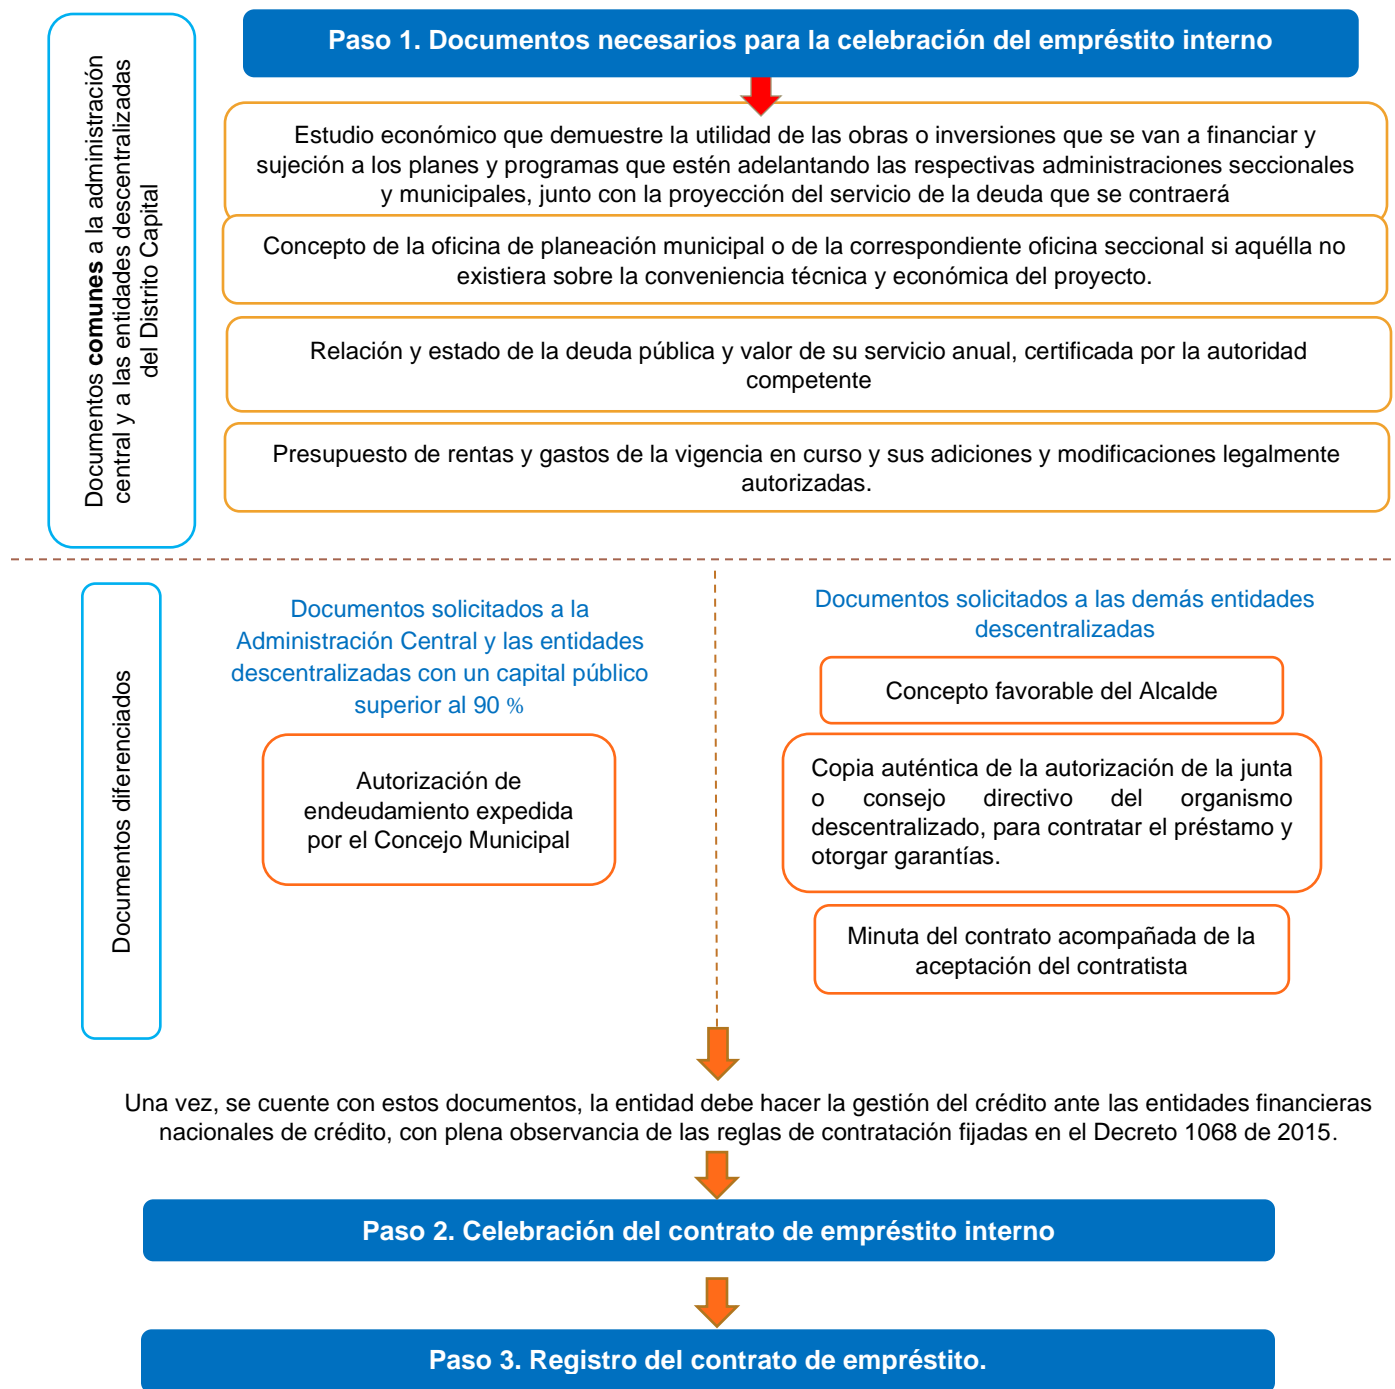 Paso 1. Documentos necesarios para la celebración del empréstito interno
Documentos comunes a la administración
central y a las entidades descentralizadas
del Distrito Capital
Estudio económico que demuestre la utilidad de las obras o inversiones que se van a financiar y
sujeción a los planes y programas que estén adelantando las respectivas administraciones seccionales
y municipales, junto con la proyección del servicio de la deuda que se contraerá
Concepto de la oficina de planeación municipal o de la correspondiente oficina seccional si aquélla no
existiera sobre la conveniencia técnica y económica del proyecto.
Relación y estado de la deuda pública y valor de su servicio anual, certificada por la autoridad
competente
Presupuesto de rentas y gastos de la vigencia en curso y sus adiciones y modificaciones legalmente
autorizadas.
Documentos diferenciados
Documentos solicitados a la
Administración Central y las entidades
descentralizadas con un capital público
superior al 90 %
Autorización de
endeudamiento expedida
por el Concejo Municipal
Documentos solicitados a las demás entidades
descentralizadas
Concepto favorable del Alcalde
Copia auténtica de la autorización de la junta
o consejo directivo del organismo
descentralizado, para contratar el préstamo y
otorgar garantías.
Minuta del contrato acompañada de la
aceptación del contratista
Una vez, se cuente con estos documentos, la entidad debe hacer la gestión del crédito ante las entidades financieras
nacionales de crédito, con plena observancia de las reglas de contratación fijadas en el Decreto 1068 de 2015.
Paso 2. Celebración del contrato de empréstito interno
Paso 3. Registro del contrato de empréstito.